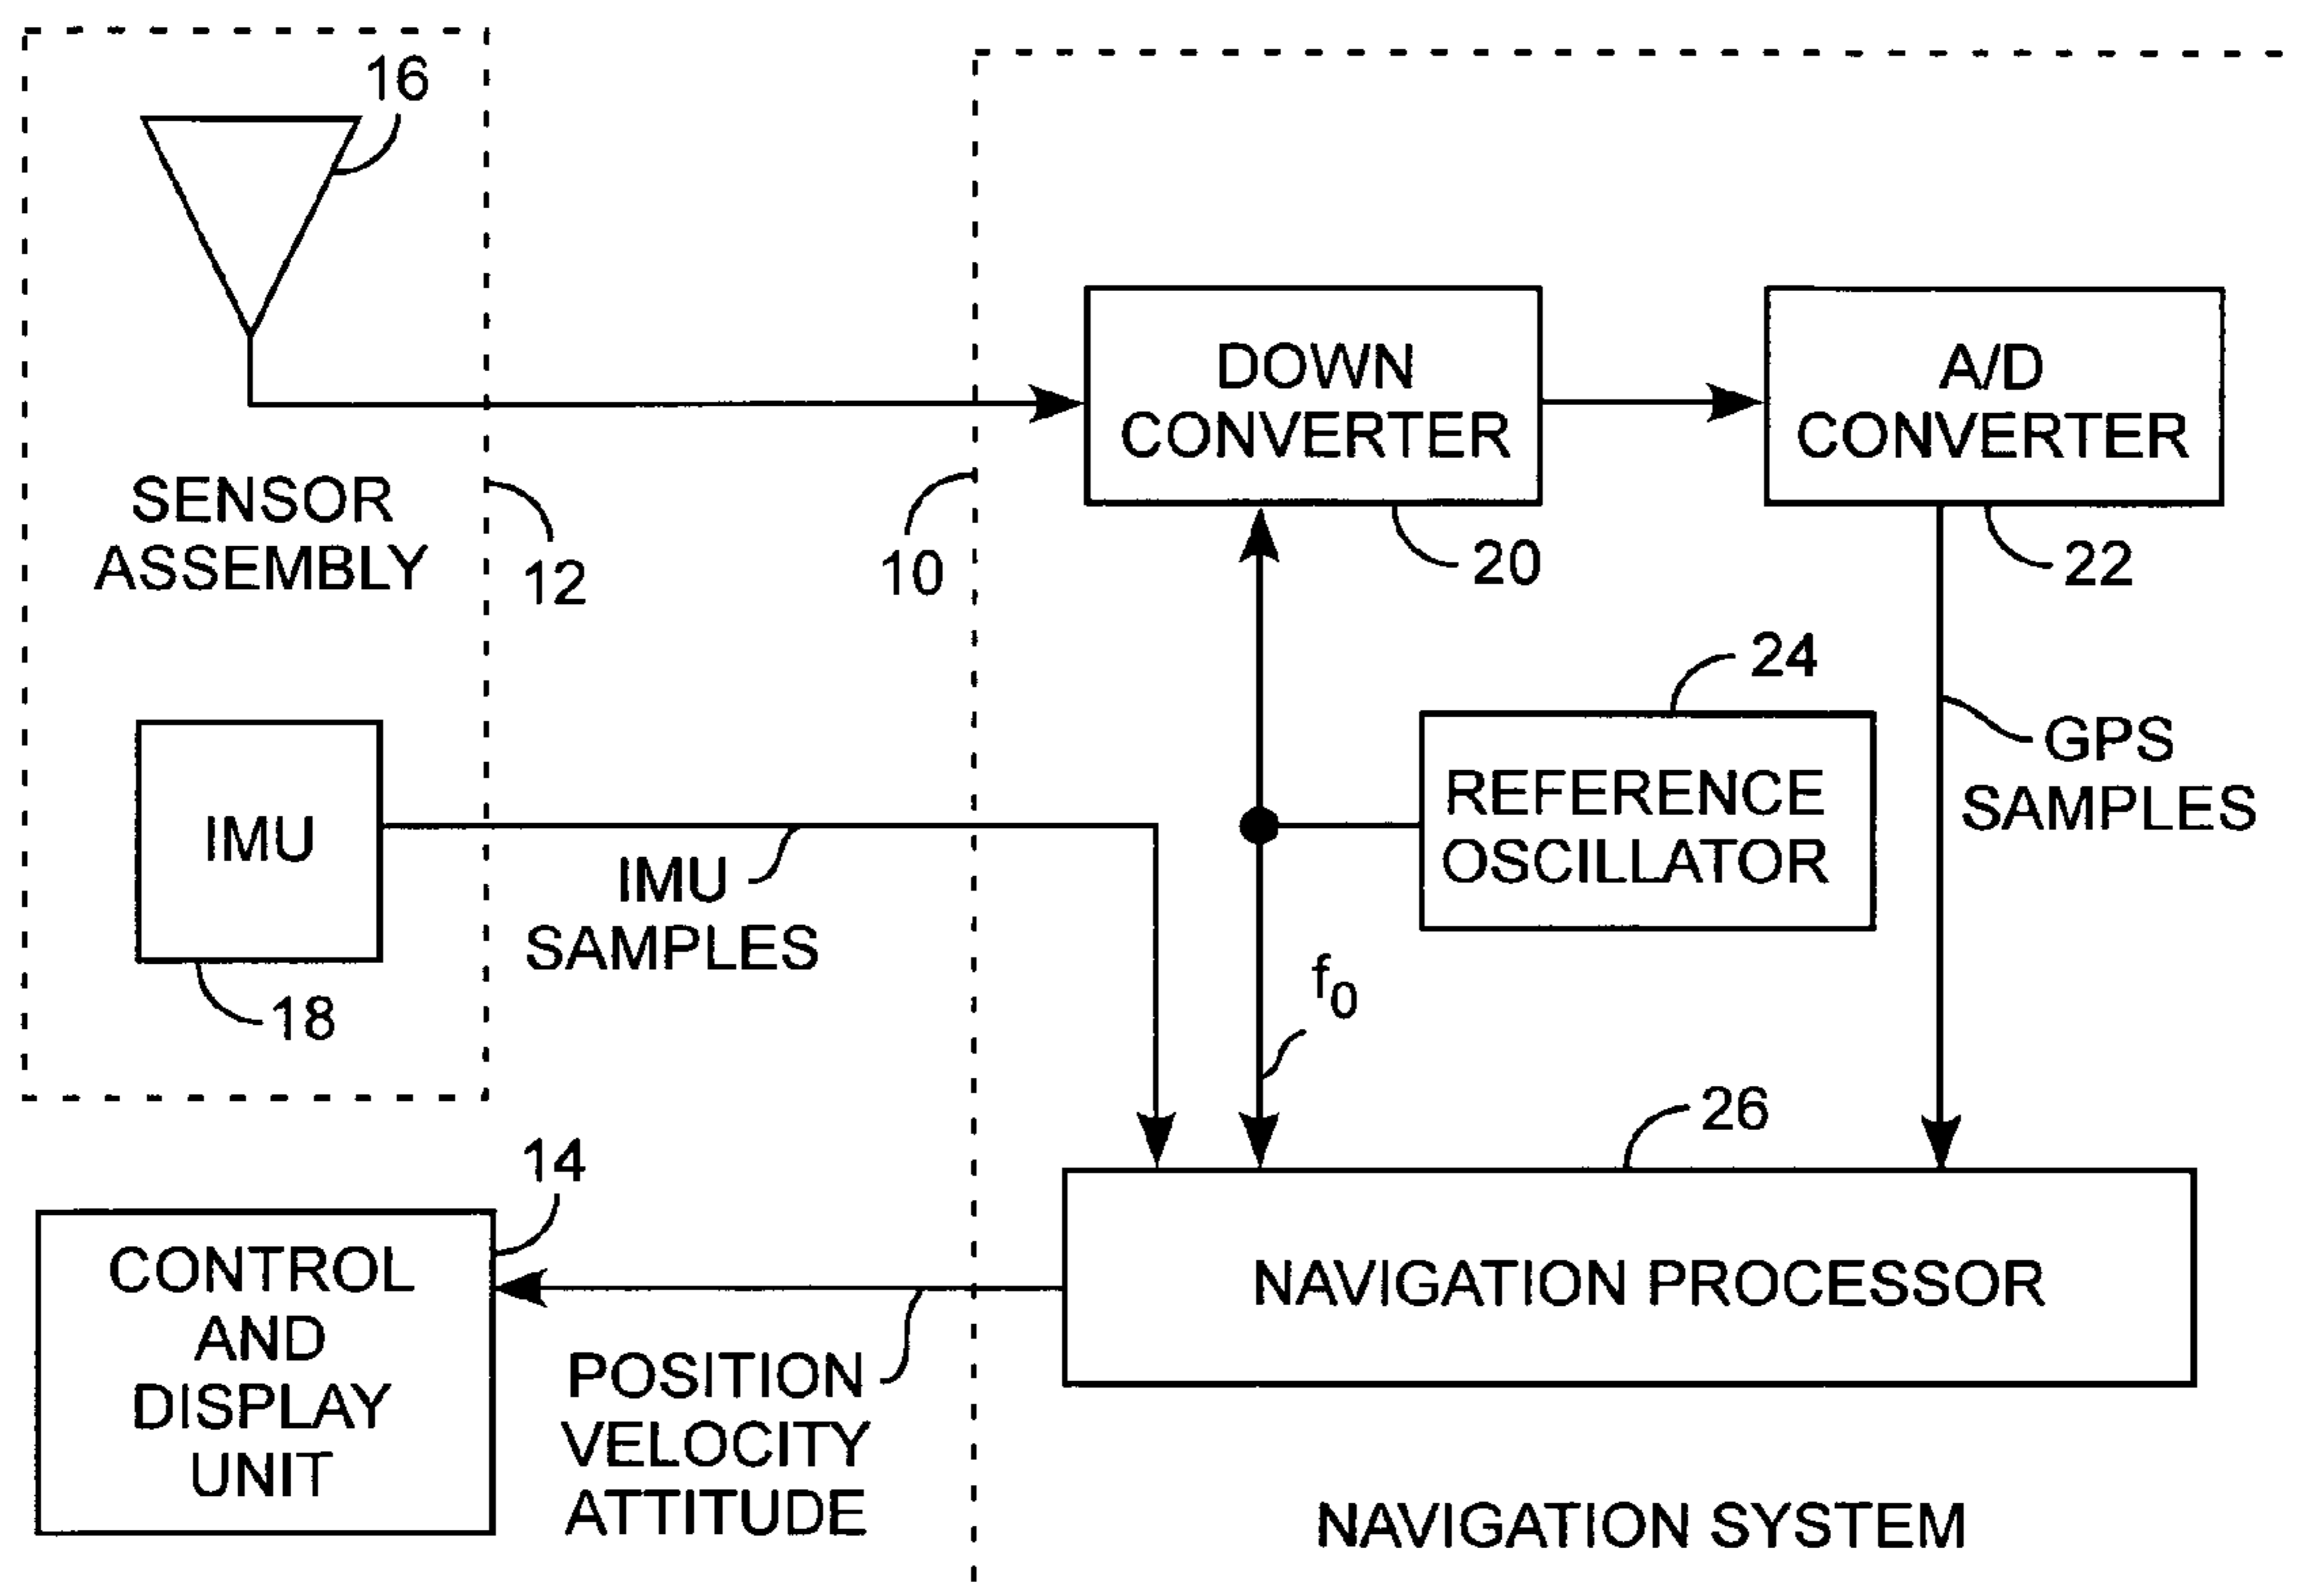 16
DOWN
CONVERTER
A/D
CONVERTER
SENSOR
ASSEMBLY
12
10
20
22
24
GPS
SAMPLES
REFERENCE
OSCILLATOR
IMU
IMU
SAMPLES
18
f0
26
14
CONTROL
AND
DISPLAY
UNIT
NAVIGATION PROCESSOR
POSITION
VELOCITY
ATTITUDE
NAVIGATION SYSTEM